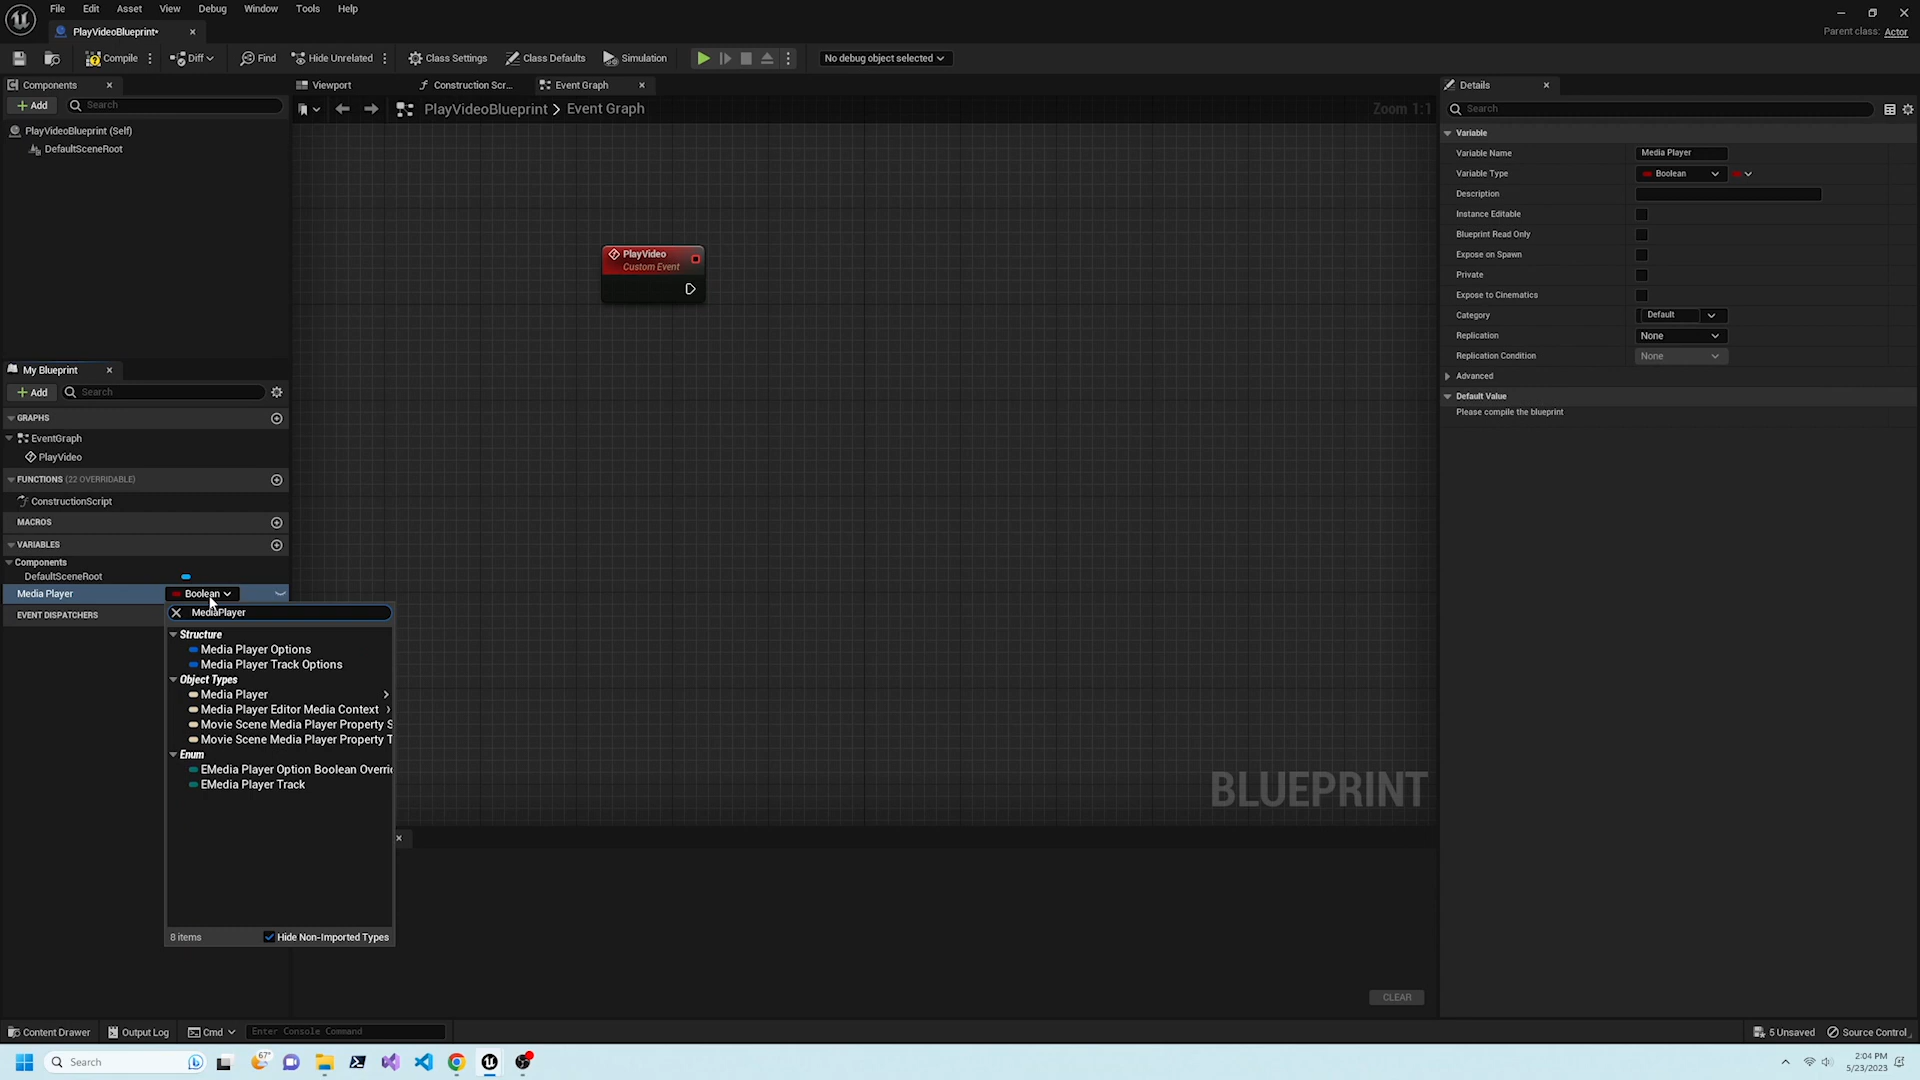 File Edit Asset View Debug Window Tools Help
PlayVideoBlueprint*
Parent class: Actor
Compile Diff Find Hide Unrelated Class Settings Class Defaults Simulation No debug object selected
Components
Add Search
PlayVideoBlueprint (Self)
DefaultSceneRoot
Viewport Construction Scr... Event Graph
PlayVideoBlueprint > Event Graph
Zoom 1:1
PlayVideo
Custom Event
BLUEPRINT
My Blueprint
Add Search
GRAPHS
EventGraph
PlayVideo
FUNCTIONS (22 OVERRIDABLE)
ConstructionScript
MACROS
VARIABLES
Components
DefaultSceneRoot
Media Player Boolean
EVENT DISPATCHERS
MediaPlayer
Structure
Media Player Options
Media Player Track Options
Object Types
Media Player
Media Player Editor Media Context
Movie Scene Media Player Property S
Movie Scene Media Player Property T
Enum
EMedia Player Option Boolean Overri
EMedia Player Track
8 items Hide Non-Imported Types
CLEAR
Details
Search
Variable
Variable Name Media Player
Variable Type Boolean
Description
Instance Editable
Blueprint Read Only
Expose on Spawn
Private
Expose to Cinematics
Category Default
Replication None
Replication Condition None
Advanced
Default Value
Please compile the blueprint
Content Drawer Output Log Cmd Enter Console Command
5 Unsaved Source Control
Search
67°
2:04 PM
5/23/2023